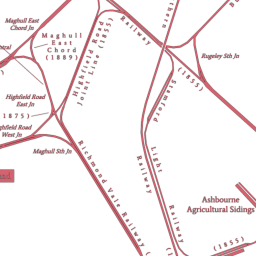 Maghull East
Chord Jn
Maghull
East
Chord
(1889)
Highfield Road
Joint Line (1855)
Railway
Rugeley Sth Jn
(1855)
Highfield Road
East Jn
(1875)
Highfield Road
West Jn
Maghull Sth Jn
Richmond Vale Railway
Light
Railway
Railway
(1855)
Ashbourne
Agricultural Sidings